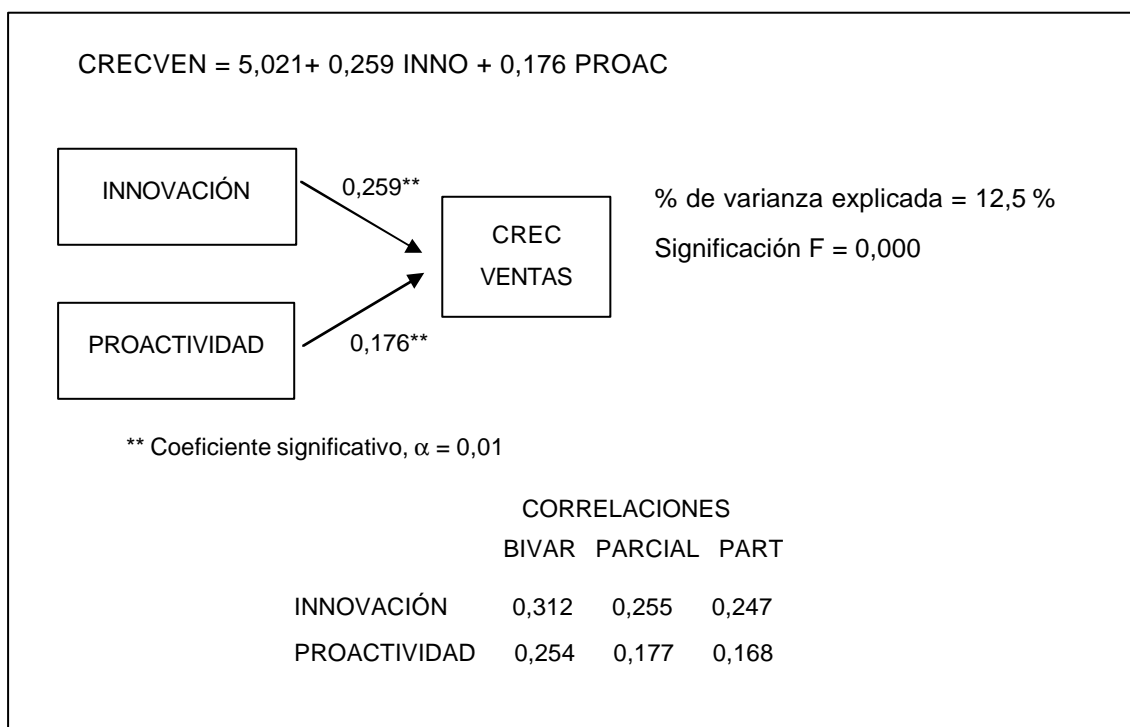 CRECVEN = 5,021+ 0,259 INNO + 0,176 PROAC
INNOVACIÓN
0,259**
CREC
VENTAS
% de varianza explicada = 12,5 %
Significación F = 0,000
PROACTIVIDAD
0,176**
** Coeficiente significativo, α = 0,01
CORRELACIONES
BIVAR PARCIAL PART
INNOVACIÓN 0,312 0,255 0,247
PROACTIVIDAD 0,254 0,177 0,168